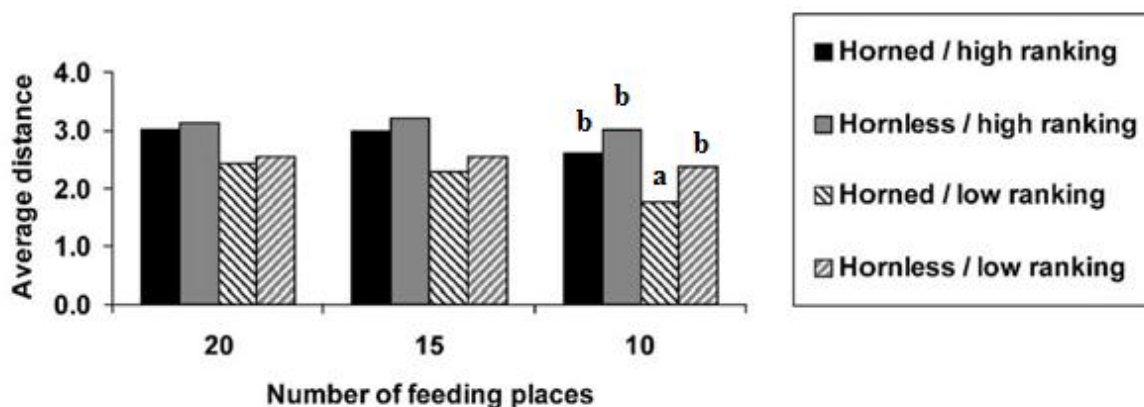 Average distance
4.0
3.0
2.0
1.0
0.0
b
b
a
b
20 15 10
Number of feeding places
Horned / high ranking
Hornless / high ranking
Horned / low ranking
Hornless / low ranking